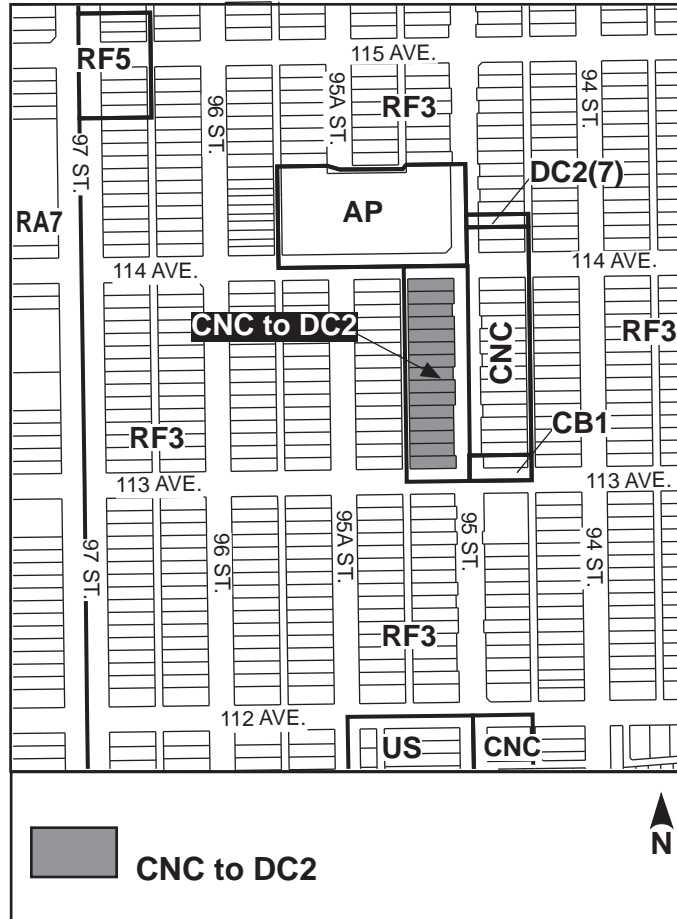 RF5
115 AVE.
97 ST.
96 ST.
95A ST.
RF3
94 ST.
DC2(7)
RA7
AP
114 AVE.
114 AVE.
CNC to DC2
CNC
RF3
RF3
CB1
113 AVE.
113 AVE.
97 ST.
96 ST.
95A ST.
95 ST.
94 ST.
RF3
112 AVE.
US
CNC
CNC to DC2
N